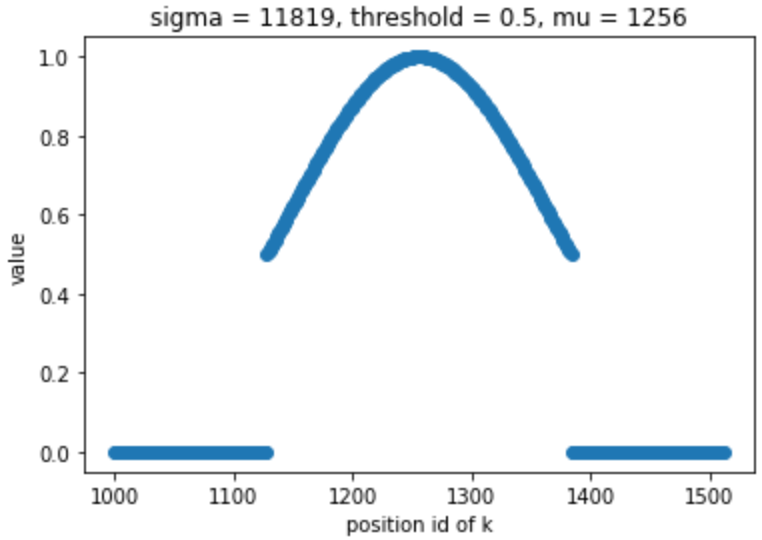 sigma = 11819, threshold = 0.5, mu = 1256
1.0
0.8
0.6
0.4
0.2
0.0
value
1000 1100 1200 1300 1400 1500
position id of k